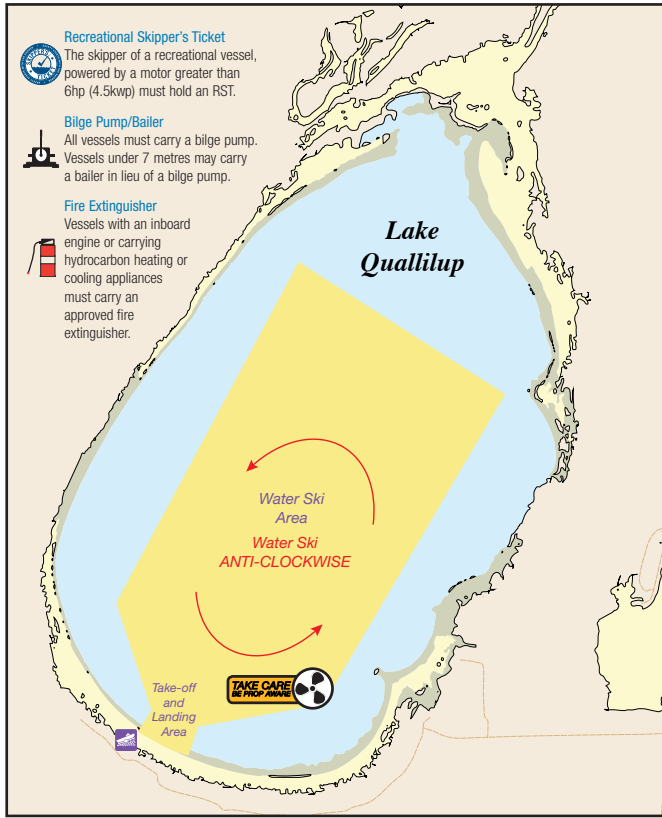 Recreational Skipper's Ticket
The skipper of a recreational vessel,
powered by a motor greater than
6hp (4.5kwp) must hold an RST.
SKIPPER'S
TICKET
Bilge Pump/Bailer
All vessels must carry a bilge pump.
Vessels under 7 metres may carry
a bailer in lieu of a bilge pump.
Fire Extinguisher
Vessels with an inboard
engine or carrying
hydrocarbon heating or
cooling appliances
must carry an
approved fire
extinguisher.
Lake
Quallilup
Water Ski
Area
Water Ski
ANTI-CLOCKWISE
TAKE CARE
BE PROP AWARE
Take-off
and
Landing
Area